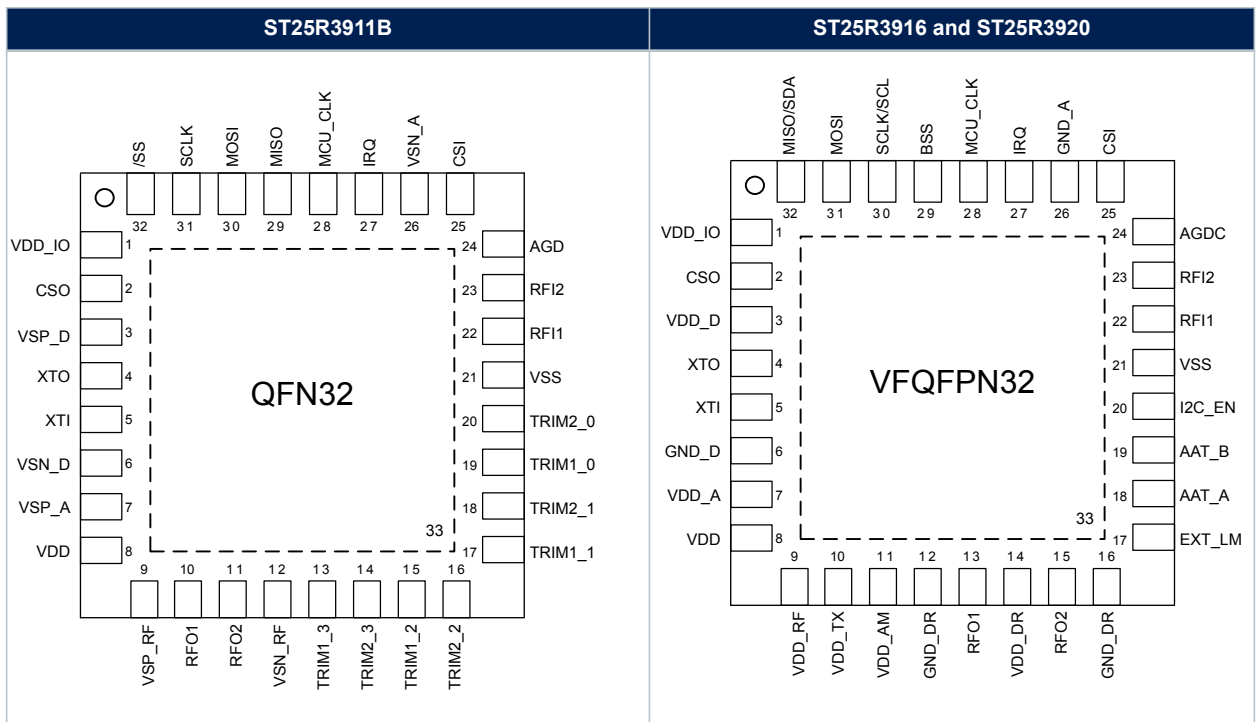 ST25R3911B
/SS
SCLK
MOSI
MISO
MCU_CLK
IRQ
VSN_A
CSI
32 31 30 29 28 27 26 25
VDD_IO 1
CSO 2
VSP_D 3
XTO 4
XTI 5
VSN_D 6
VSP_A 7
VDD 8
QFN32
33
24 AGD
23 RFI2
22 RFI1
21 VSS
20 TRIM2_0
19 TRIM1_0
18 TRIM2_1
17 TRIM1_1
9 10 11 12 13 14 15 16
VSP_RF
RFO1
RFO2
VSN_RF
TRIM1_3
TRIM2_3
TRIM1_2
TRIM2_2
ST25R3916 and ST25R3920
MISO/SDA
MOSI
SCLK/SCL
BSS
MCU_CLK
IRQ
GND_A
CSI
32 31 30 29 28 27 26 25
VDD_IO 1
CSO 2
VDD_D 3
XTO 4
XTI 5
GND_D 6
VDD_A 7
VDD 8
VFQFPN32
33
24 AGDC
23 RFI2
22 RFI1
21 VSS
20 I2C_EN
19 AAT_B
18 AAT_A
17 EXT_LM
9 10 11 12 13 14 15 16
VDD_RF
VDD_TX
VDD_AM
GND_DR
RFO1
VDD_DR
RFO2
GND_DR